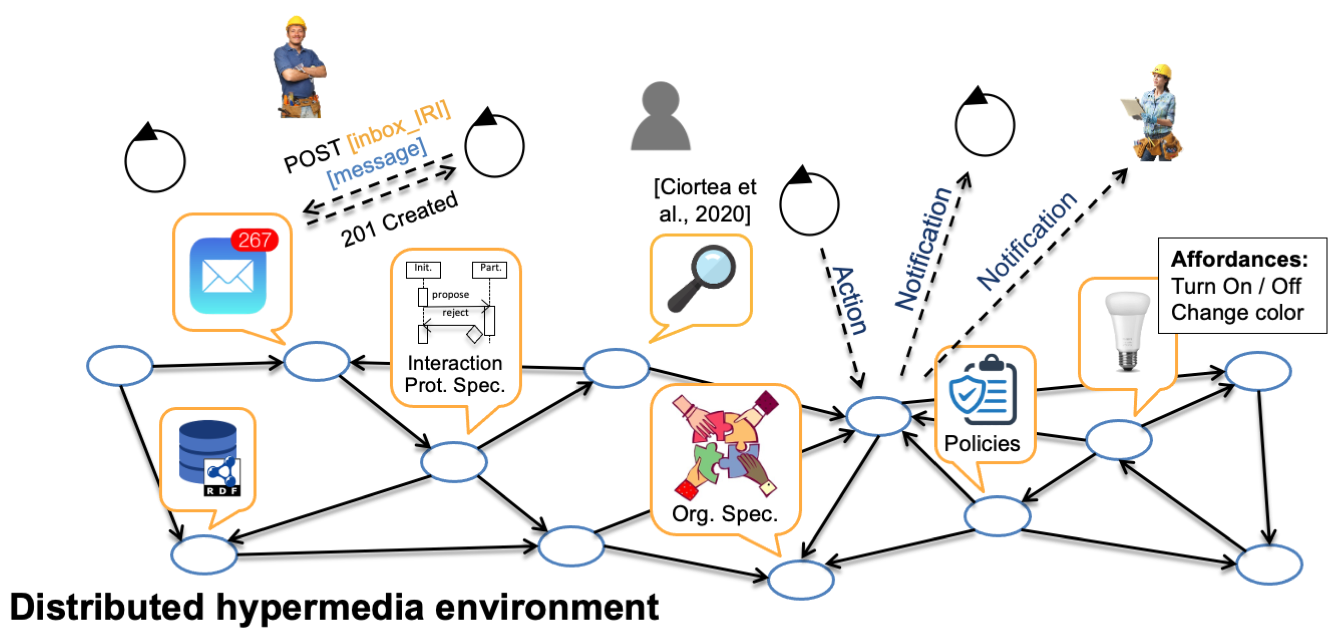 POST [inbox_IRI]
[message]
201 Created
[Ciortea et
al., 2020]
Action
Notification
Notification
267
Init.
Part.
propose
reject
Interaction
Prot. Spec.
Affordances:
Turn On / Off
Change color
RDF
Org. Spec.
Policies
Distributed hypermedia environment